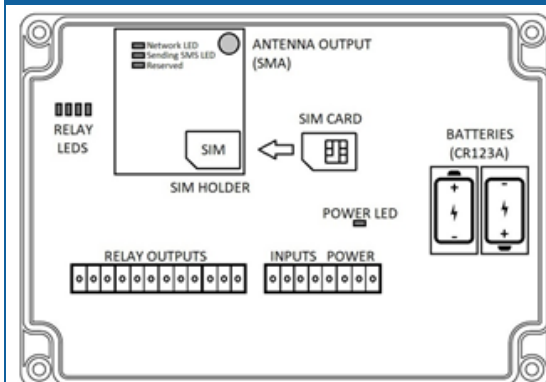 Network LED
Sending SMS LED
Reserved
ANTENNA OUTPUT
(SMA)
RELAY
LEDS
SIM
SIM CARD
SIM HOLDER
BATTERIES
(CR123A)
+
-
-
+
POWER LED
RELAY OUTPUTS
INPUTS POWER